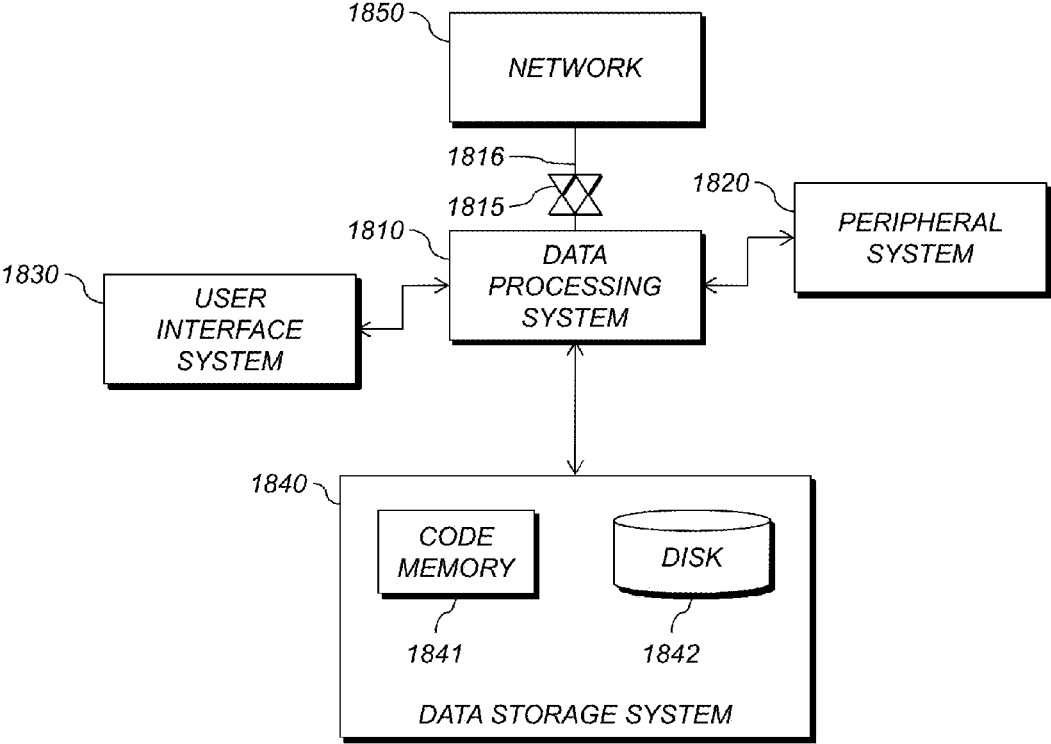 1850
NETWORK
1816
1815
1820
PERIPHERAL
SYSTEM
1810
DATA
PROCESSING
SYSTEM
1830
USER
INTERFACE
SYSTEM
1840
CODE
MEMORY
DISK
1841
1842
DATA STORAGE SYSTEM